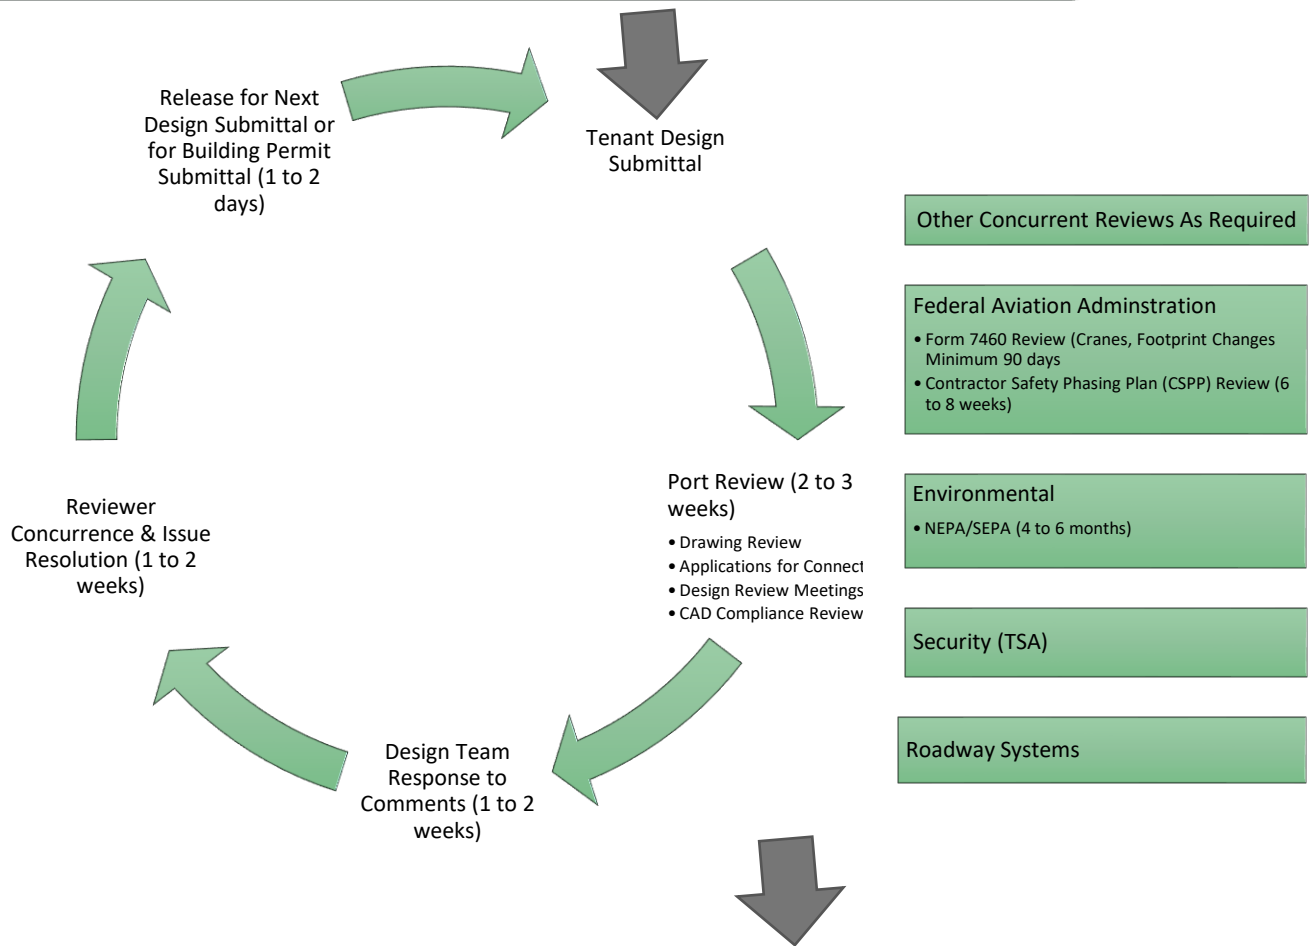 Release for Next
Design Submittal or
for Building Permit
Submittal (1 to 2
days)
Tenant Design
Submittal
Port Review (2 to 3
weeks)
• Drawing Review
• Applications for Connect
• Design Review Meetings
• CAD Compliance Review
Design Team
Response to
Comments (1 to 2
weeks)
Reviewer
Concurrence & Issue
Resolution (1 to 2
weeks)
Other Concurrent Reviews As Required
Federal Aviation Adminstration
• Form 7460 Review (Cranes, Footprint Changes
Minimum 90 days
• Contractor Safety Phasing Plan (CSPP) Review (6
to 8 weeks)
Environmental
• NEPA/SEPA (4 to 6 months)
Security (TSA)
Roadway Systems